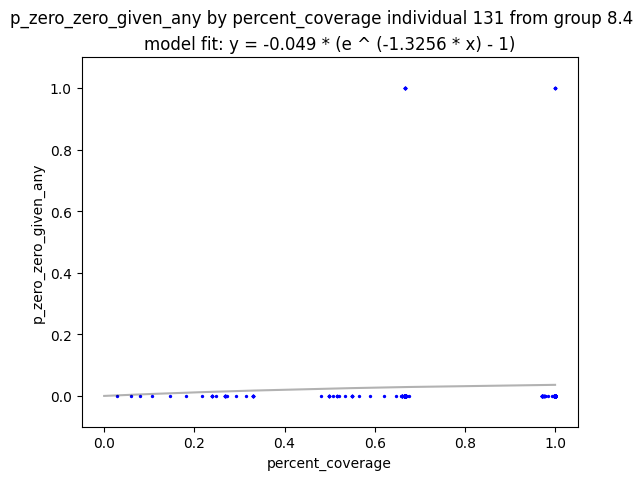 p_zero_zero_given_any by percent_coverage individual 131 from group 8.4
model fit: y = -0.049 * (e ^ (-1.3256 * x) - 1)
1.0
0.8
0.6
0.4
0.2
0.0
p_zero_zero_given_any
0.0 0.2 0.4 0.6 0.8 1.0
percent_coverage